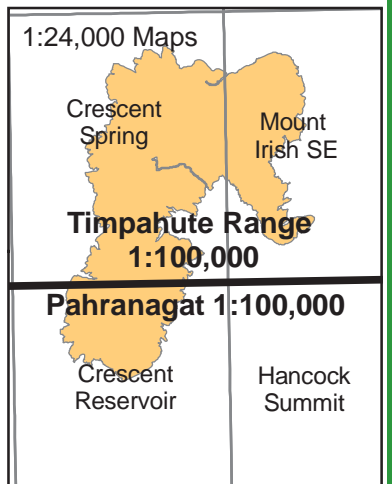 1:24,000 Maps
Crescent
Spring
Mount
Irish SE
Timpahute Range
1:100,000
Pahranagat 1:100,000
Crescent
Reservoir
Hancock
Summit